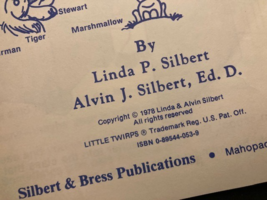 Stewart
Marshmallow
Tiger
rman
By
Linda P. Silbert
Alvin J. Silbert, Ed. D.
Copyright © 1978 Linda & Alvin Silbert
All rights reserved
LITTLE TWIRPS ® Trademark Reg. U.S. Pat. Off.
ISBN 0-89544-053-9
Silbert & Bress Publications • Mahopac